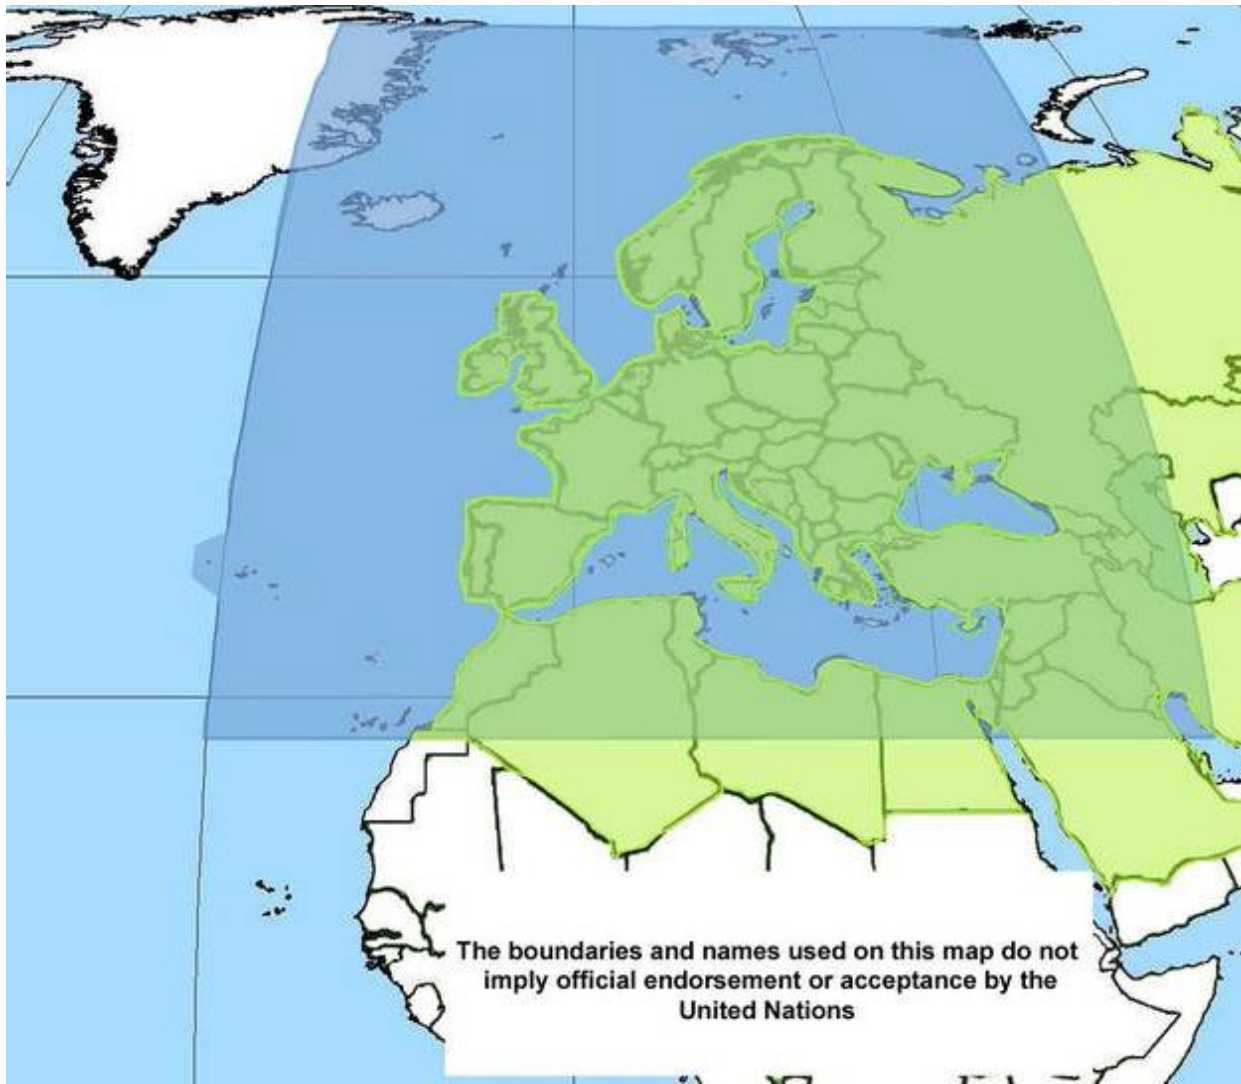 The boundaries and names used on this map do not
imply official endorsement or acceptance by the
United Nations